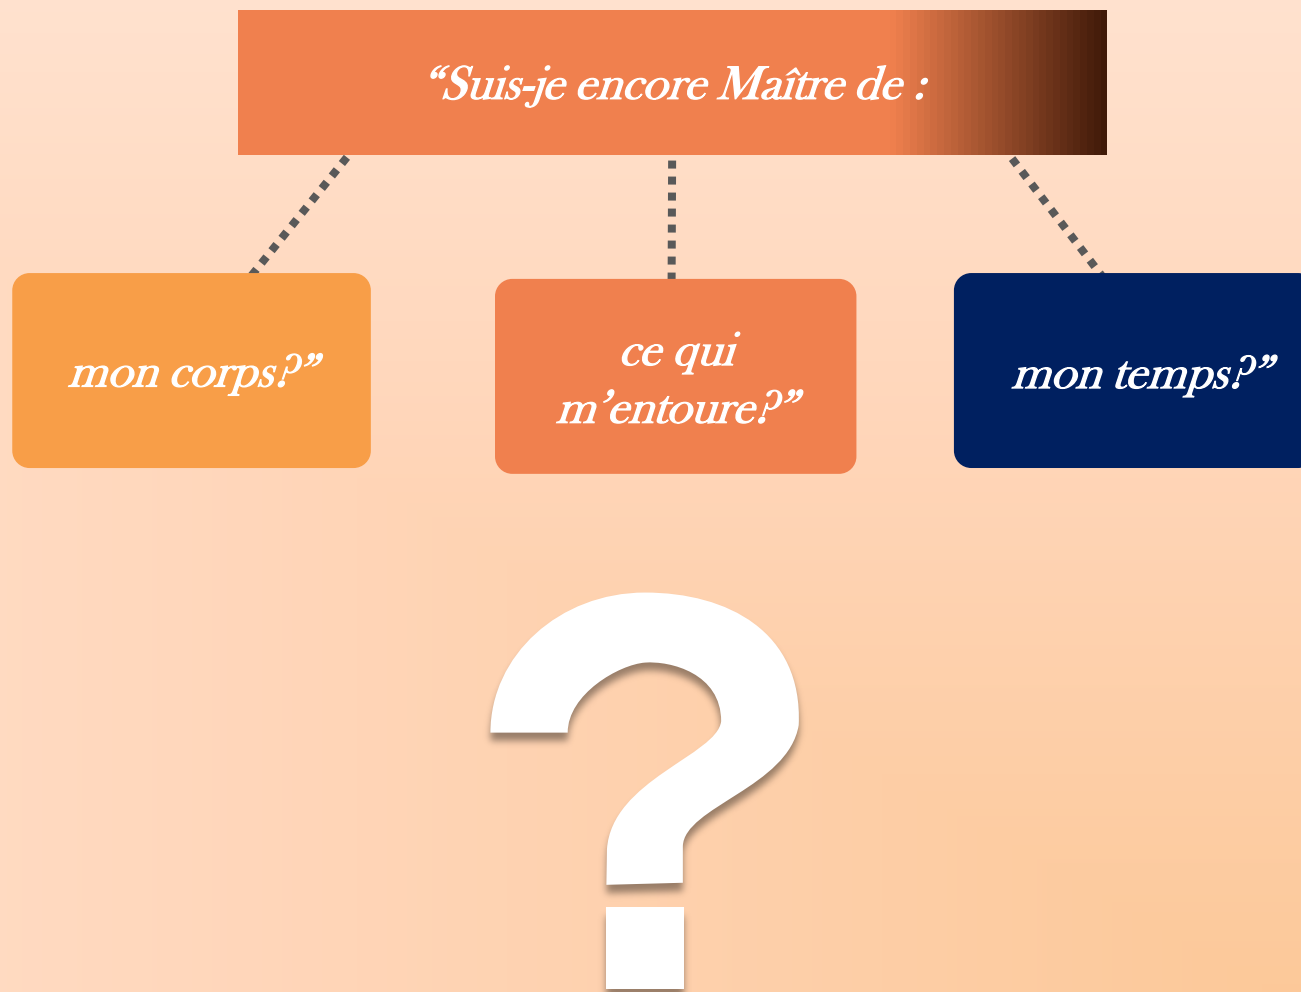 “Suis-je encore Maître de :
mon corps?”
ce qui
m’entoure?”
mon temps?”
?